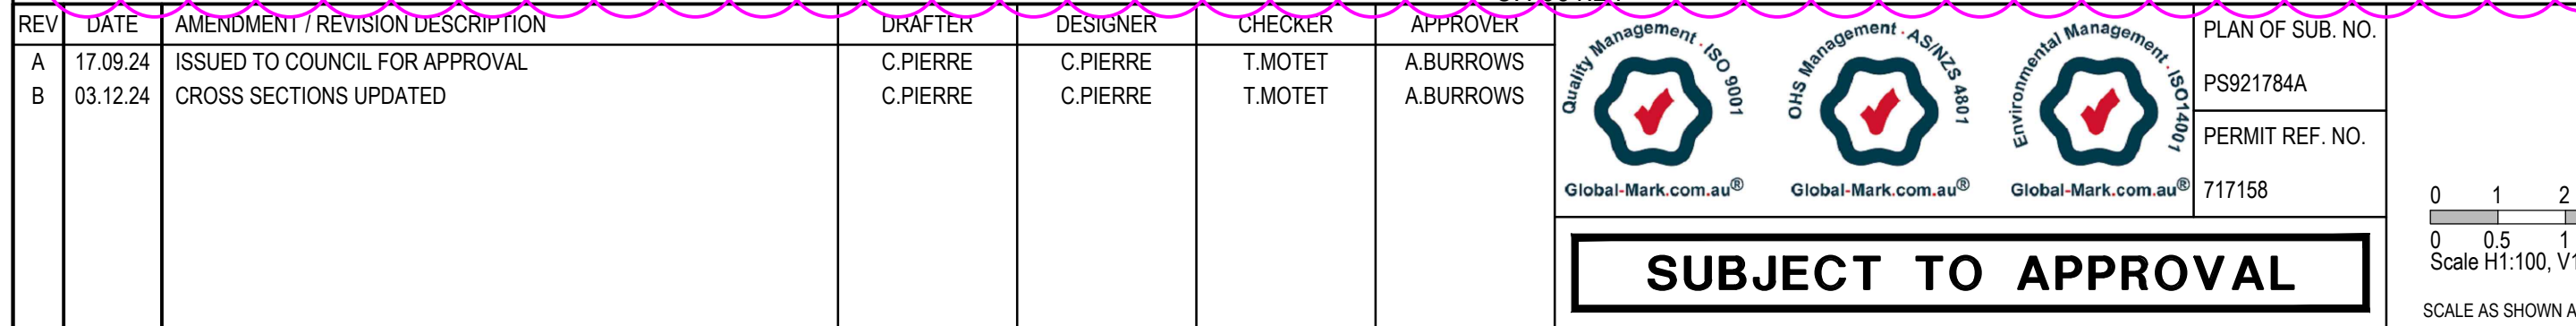 REV DATE AMENDMENT / REVISION DESCRIPTION DRAFTER DESIGNER CHECKER APPROVER
A 17.09.24 ISSUED TO COUNCIL FOR APPROVAL C.PIERRE C.PIERRE T.MOTET A.BURROWS
B 03.12.24 CROSS SECTIONS UPDATED C.PIERRE C.PIERRE T.MOTET A.BURROWS
Quality Management · ISO 9001
Global-Mark.com.au®
OHS Management · AS/NZS 4801
Global-Mark.com.au®
Environmental Management · ISO14001
Global-Mark.com.au®
PLAN OF SUB. NO.
PS921784A
PERMIT REF. NO.
717158
SUBJECT TO APPROVAL
0 1 2
0 0.5 1
Scale H1:100, V1
SCALE AS SHOWN A